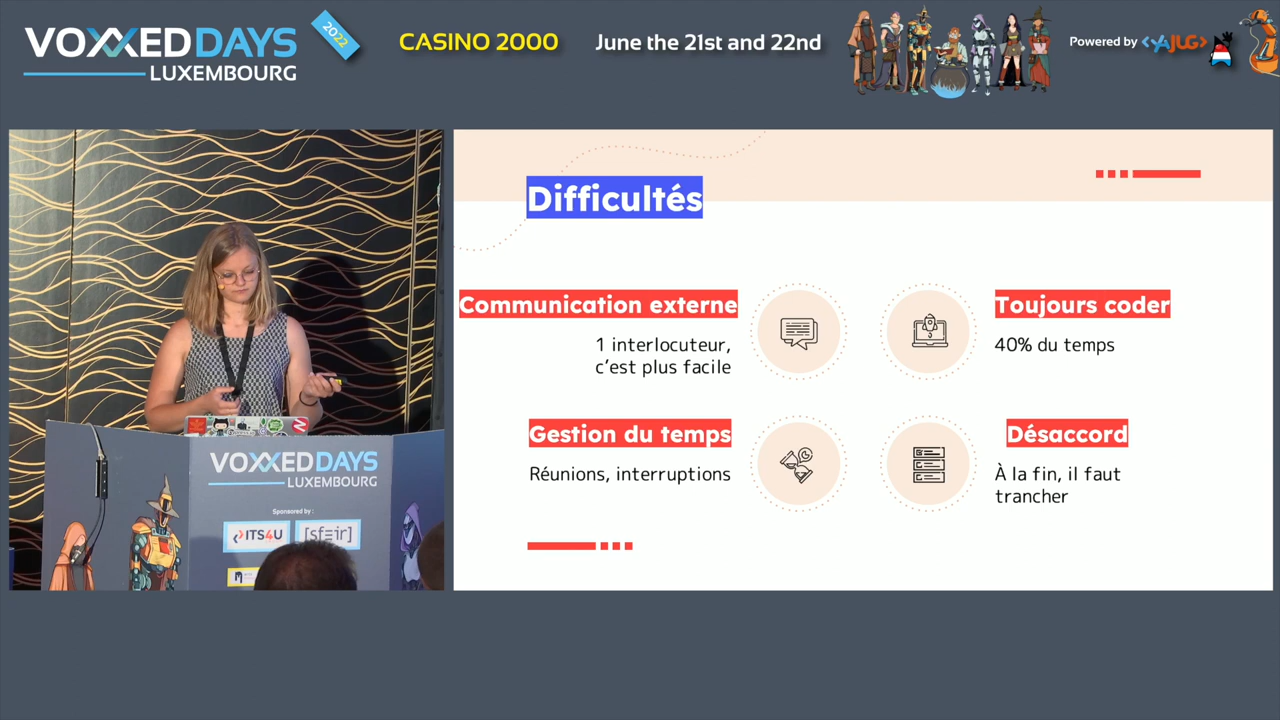 VOXXED DAYS
LUXEMBOURG
2022
CASINO 2000
June the 21st and 22nd
Powered by <YAJUG>
Difficultés
Communication externe
1 interlocuteur,
c'est plus facile
Toujours coder
40% du temps
Gestion du temps
Réunions, interruptions
Désaccord
À la fin, il faut
trancher
VOXXED DAYS
LUXEMBOURG
Sponsored by :
ITS4U
[sfeir]